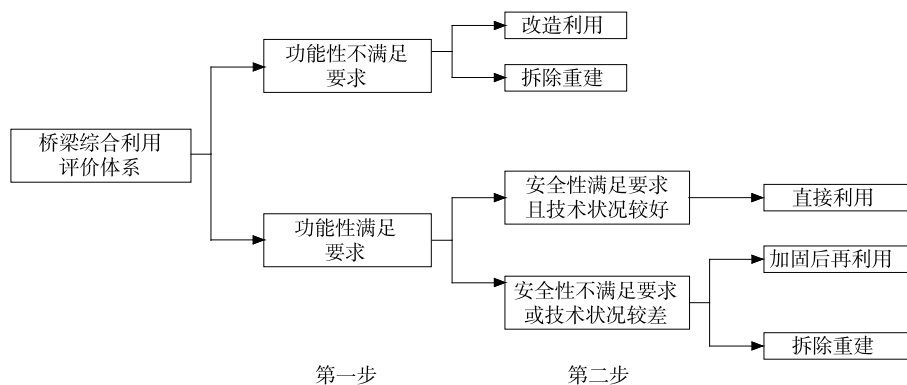 改造利用
功能性不满足
要求
拆除重建
桥梁综合利用
评价体系
安全性满足要求
且技术状况较好
直接利用
功能性满足
要求
加固后再利用
安全性不满足要求
或技术状况较差
拆除重建
第一步
第二步